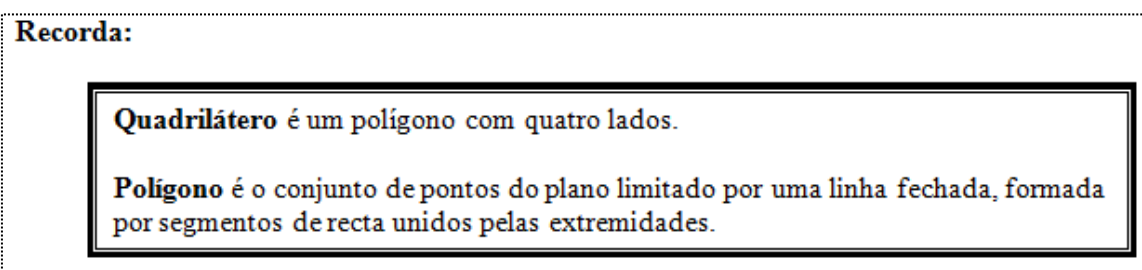 Recorda:
Quadrilátero é um polígono com quatro lados.
Polígono é o conjunto de pontos do plano limitado por uma linha fechada, formada
por segmentos de recta unidos pelas extremidades.